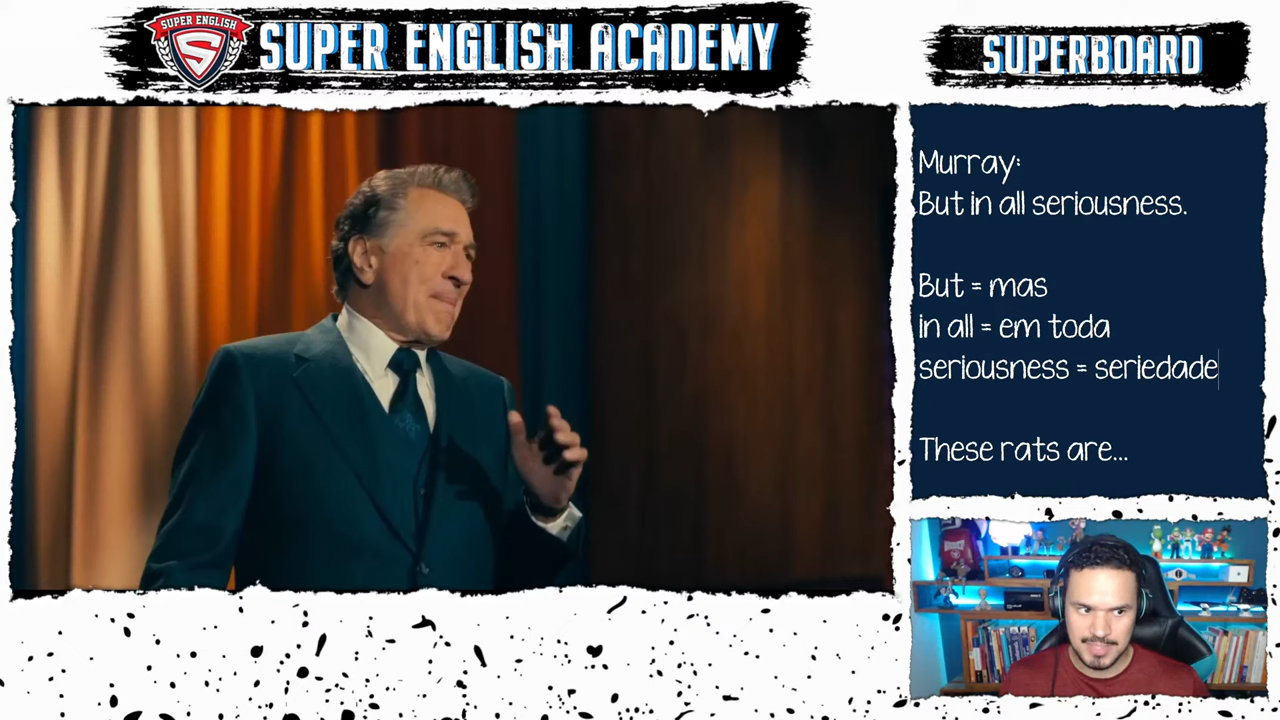 SUPER ENGLISH
S
SUPER ENGLISH ACADEMY
SUPERBOARD
Murray:
But in all seriousness.
But = mas
in all = em toda
seriousness = seriedade
These rats are...